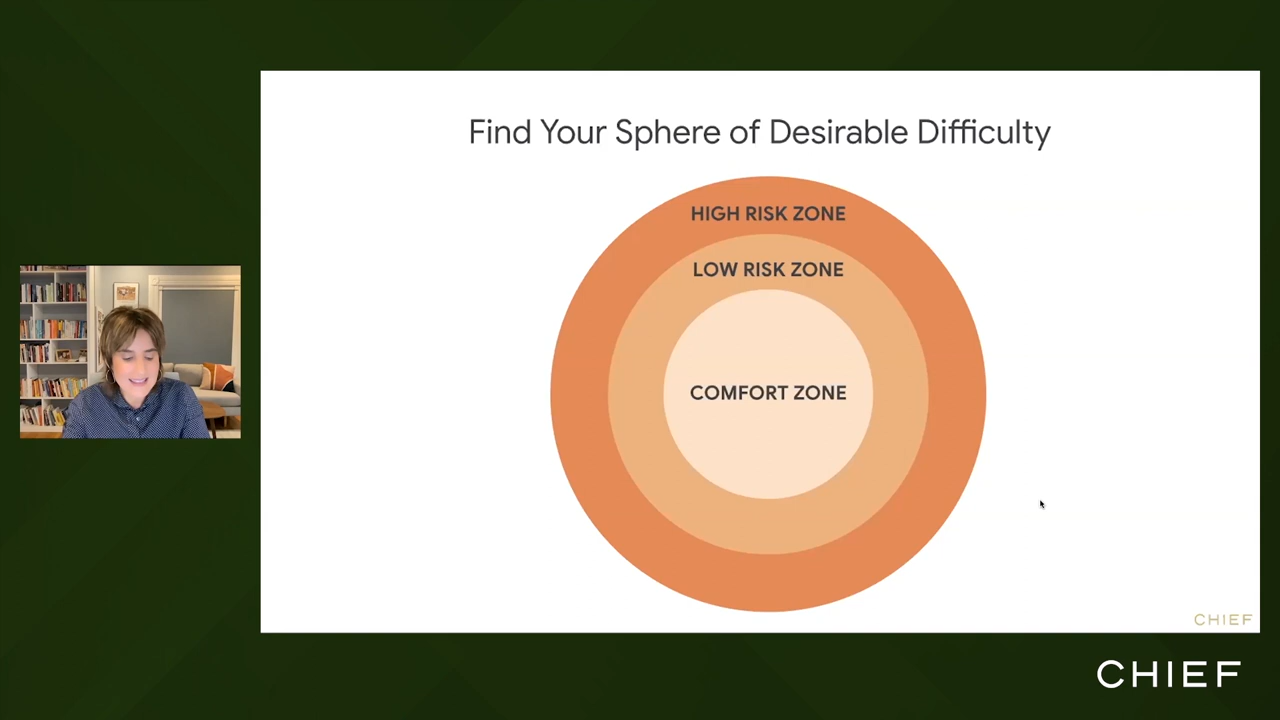 Find Your Sphere of Desirable Difficulty
HIGH RISK ZONE
LOW RISK ZONE
COMFORT ZONE
CHIEF
CHIEF